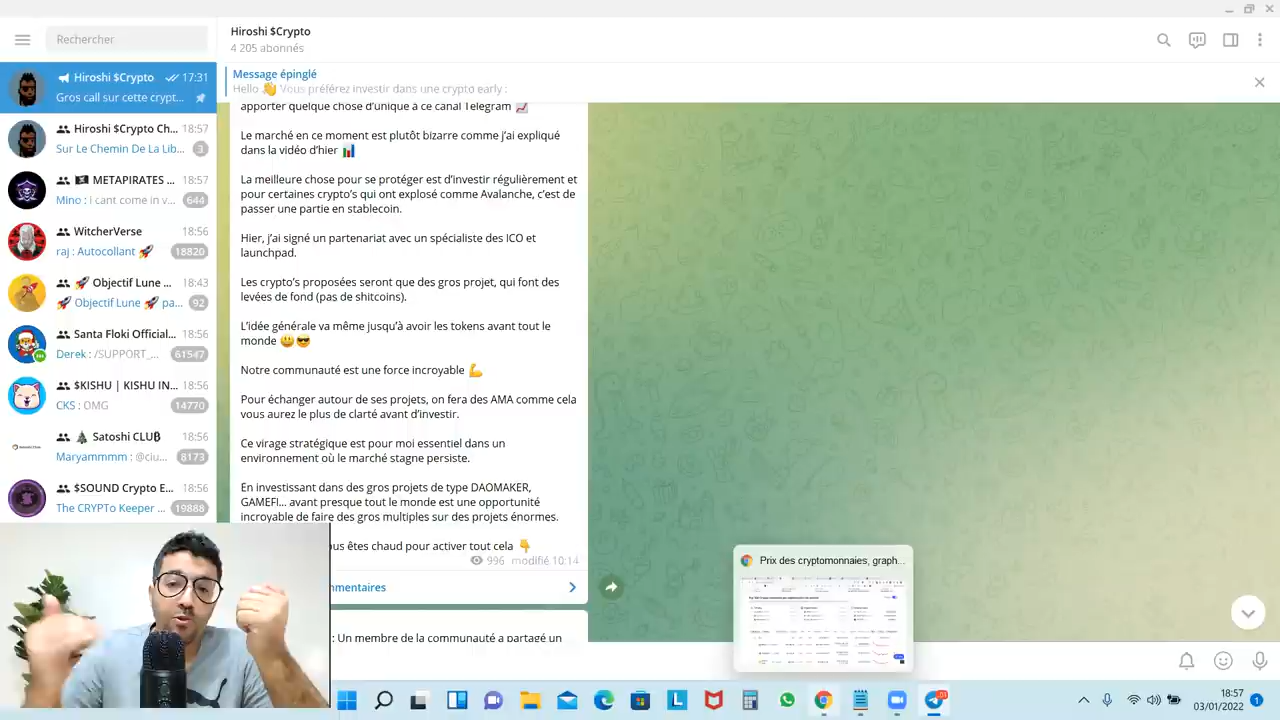 Rechercher
Hiroshi $Crypto
4 205 abonnés
Message épinglé
Hello 👋 Vous préférez investir dans une crypto early :
Hiroshi $Crypto 17:31
Gros call sur cette crypt...
Hiroshi $Crypto Ch... 18:57
Sur Le Chemin De La Lib... 3
🏴‍☠️ METAPIRATES ... 18:57
Mino : I cant come in v... 644
WitcherVerse 18:56
raj : Autocollant 🚀 18820
🚀 Objectif Lune ... 18:43
🚀 Objectif Lune 🚀 pa... 92
Santa Floki Official... 18:56
Derek : /SUPPORT_... 61547
$KISHU | KISHU IN... 18:56
CKS : OMG 14770
🎄 Satoshi CLUB 18:56
Maryammmm : @ciu... 8173
$SOUND Crypto E... 18:56
The CRYPTo Keeper ... 19888
apporter quelque chose d'unique à ce canal Telegram 📈
Le marché en ce moment est plutôt bizarre comme j'ai expliqué
dans la vidéo d'hier 📊
La meilleure chose pour se protéger est d'investir régulièrement et
pour certaines crypto's qui ont explosé comme Avalanche, c'est de
passer une partie en stablecoin.
Hier, j'ai signé un partenariat avec un spécialiste des ICO et
launchpad.
Les crypto's proposées seront que des gros projet, qui font des
levées de fond (pas de shitcoins).
L'idée générale va même jusqu'à avoir les tokens avant tout le
monde 😃😎
Notre communauté est une force incroyable 💪
Pour échanger autour de ses projets, on fera des AMA comme cela
vous aurez le plus de clarté avant d'investir.
Ce virage stratégique est pour moi essentiel dans un
environnement où le marché stagne persiste.
En investissant dans des gros projets de type DAOMAKER,
GAMEFI... avant presque tout le monde est une opportunité
incroyable de faire des gros multiples sur des projets énormes.
ous êtes chaud pour activer tout cela 👇
996 modifié 10:14
mentaires
: Un membre de la communauté parle
Prix des cryptomonnaies, graph...
:57
03/01/2022